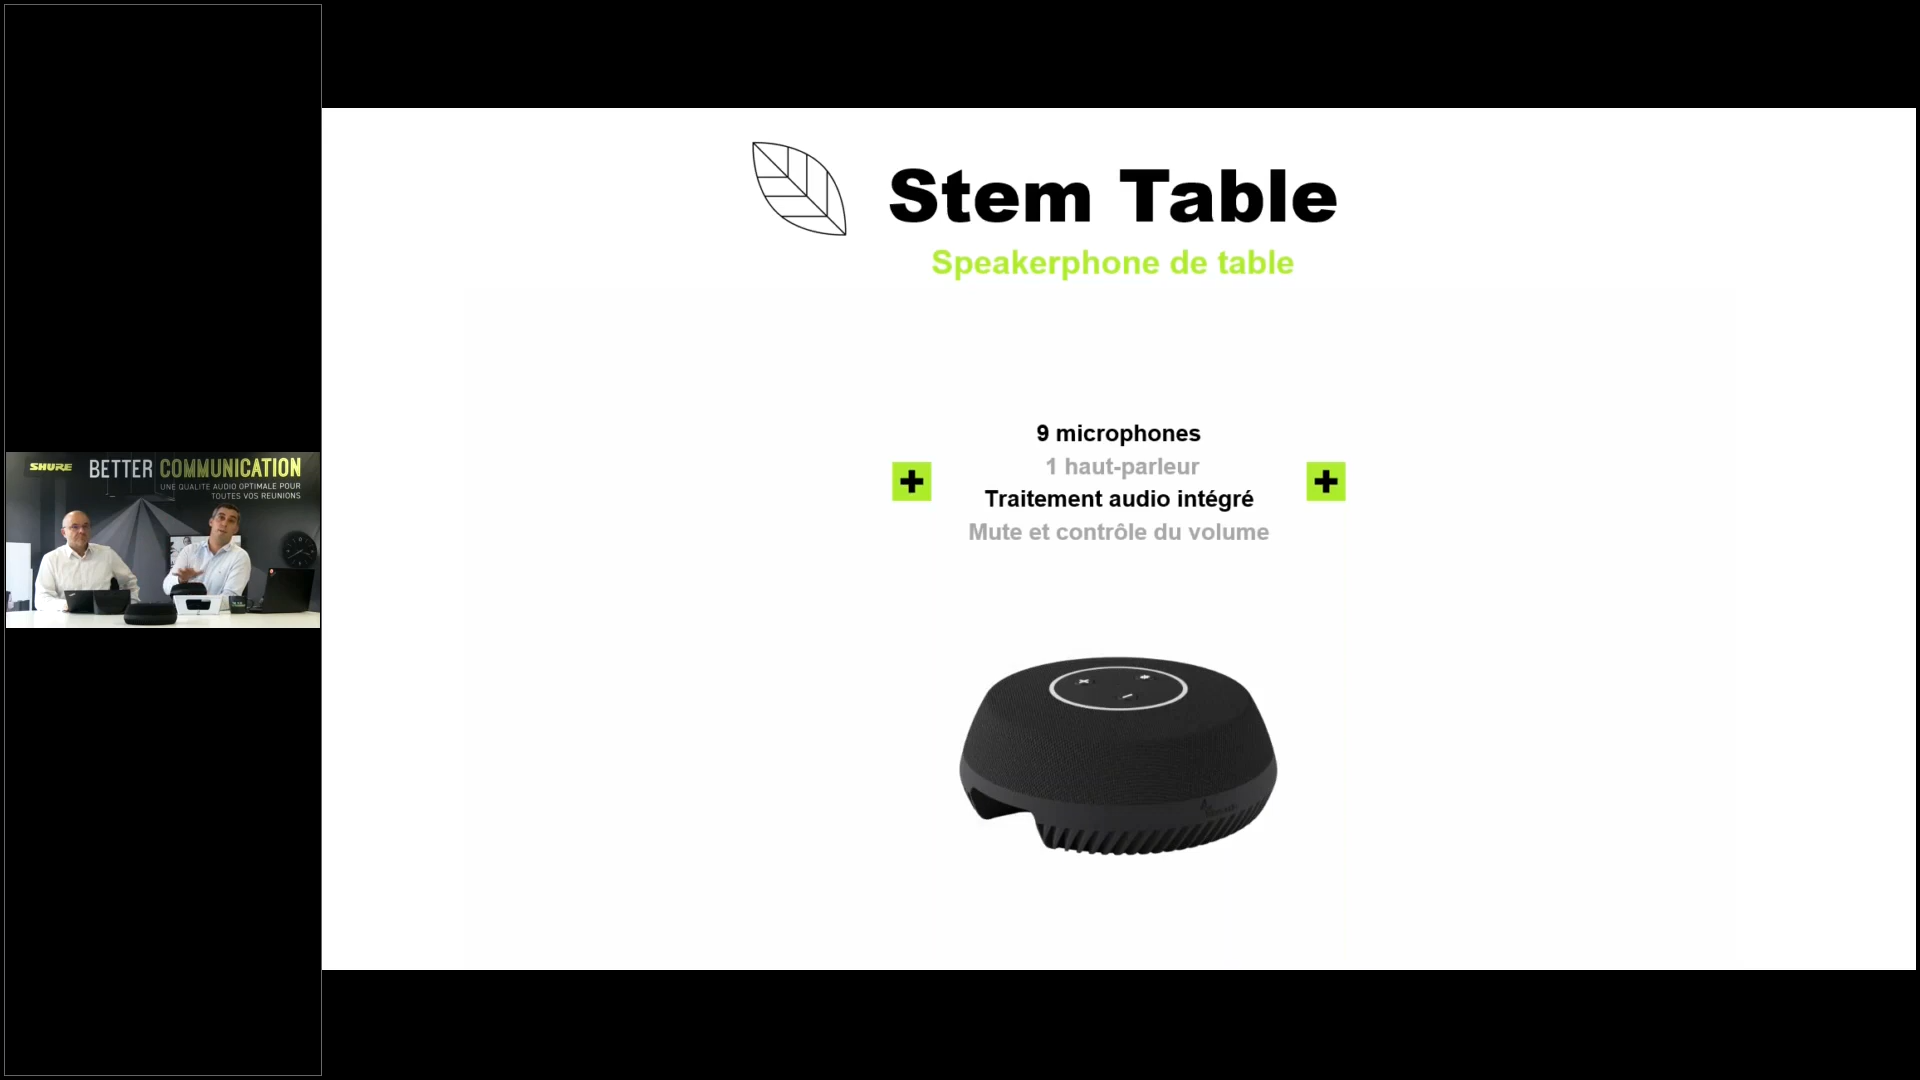 SHURE
BETTER COMMUNICATION
UNE QUALITE AUDIO OPTIMALE POUR
TOUTES VOS REUNIONS
Stem Table
Speakerphone de table
9 microphones
1 haut-parleur
Traitement audio intégré
Mute et contrôle du volume